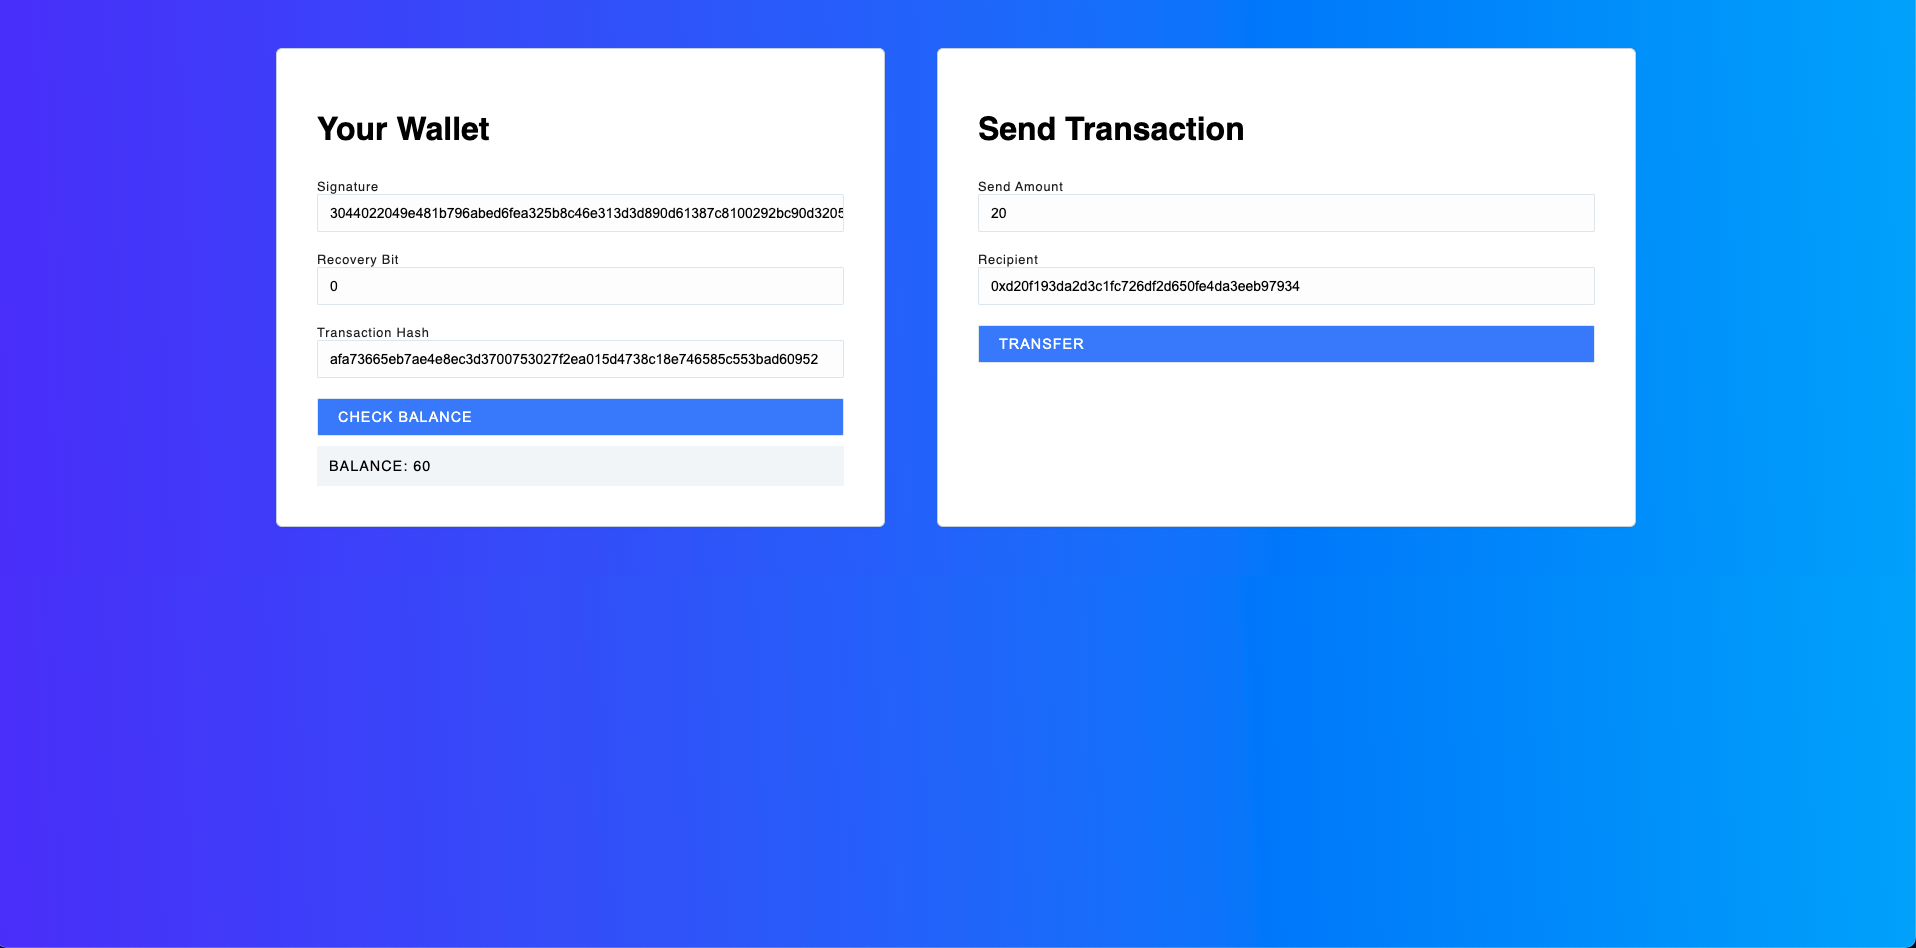 Your Wallet
Signature
3044022049e481b796abed6fea325b8c46e313d3d890d61387c8100292bc90d3205
Recovery Bit
0
Transaction Hash
afa73665eb7ae4e8ec3d3700753027f2ea015d4738c18e746585c553bad60952
CHECK BALANCE
BALANCE: 60
Send Transaction
Send Amount
20
Recipient
0xd20f193da2d3c1fc726df2d650fe4da3eeb97934
TRANSFER